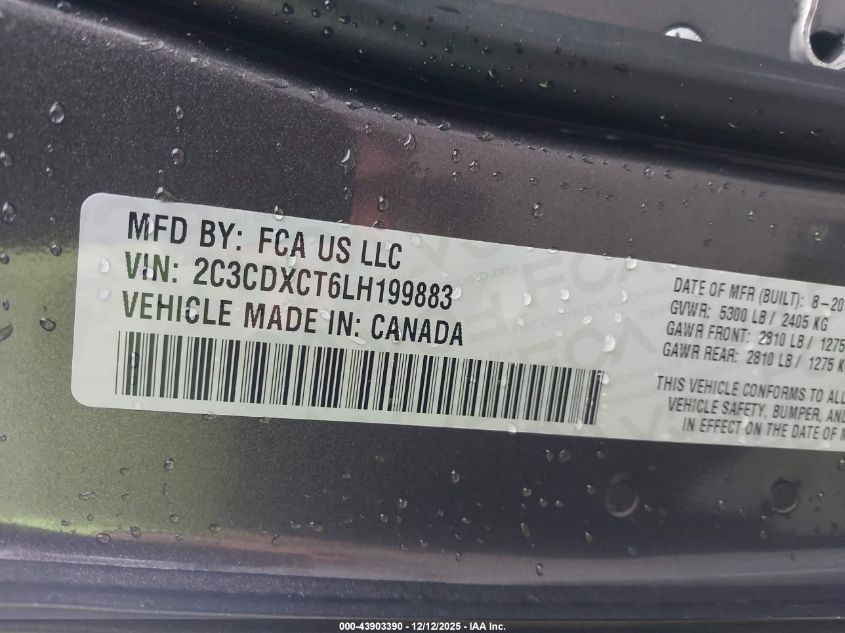 MFD BY: FCA US LLC
VIN: 2C3CDXCT6LH199883
VEHICLE MADE IN: CANADA
DATE OF MFR (BUILT): 8-20
GVWR: 5300 LB / 2405 KG
GAWR FRONT: 2810 LB / 1275
GAWR REAR: 2810 LB / 1275 K
THIS VEHICLE CONFORMS TO ALL
VEHICLE SAFETY, BUMPER, AND
IN EFFECT ON THE DATE OF M
000-43903390 - 12/12/2025 - IAA Inc.